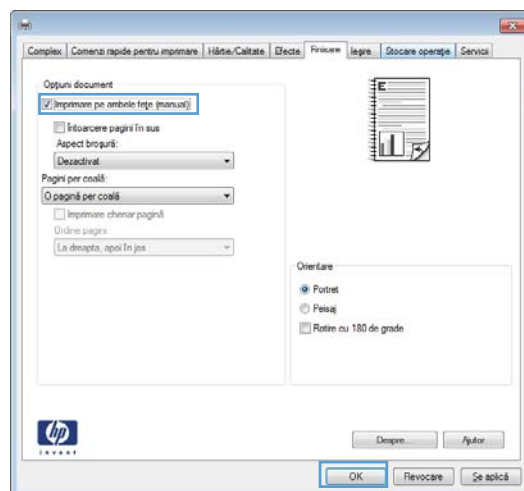 Complex Comenzi rapide pentru imprimare Hârtie/Calitate Efecte Finisare Ieşire Stocare operaţie Servicii
Opţiuni document
Imprimare pe ambele feţe (manual)
Întoarcere pagini în sus
Aspect broşură:
Dezactivat
Pagini per coală:
O pagină per coală
Imprimare chenar pagină
Ordine pagini
La dreapta, apoi în jos
E
Orientare
Portret
Peisaj
Rotire cu 180 de grade
hp
invent
Despre... Ajutor
OK Revocare Se aplică